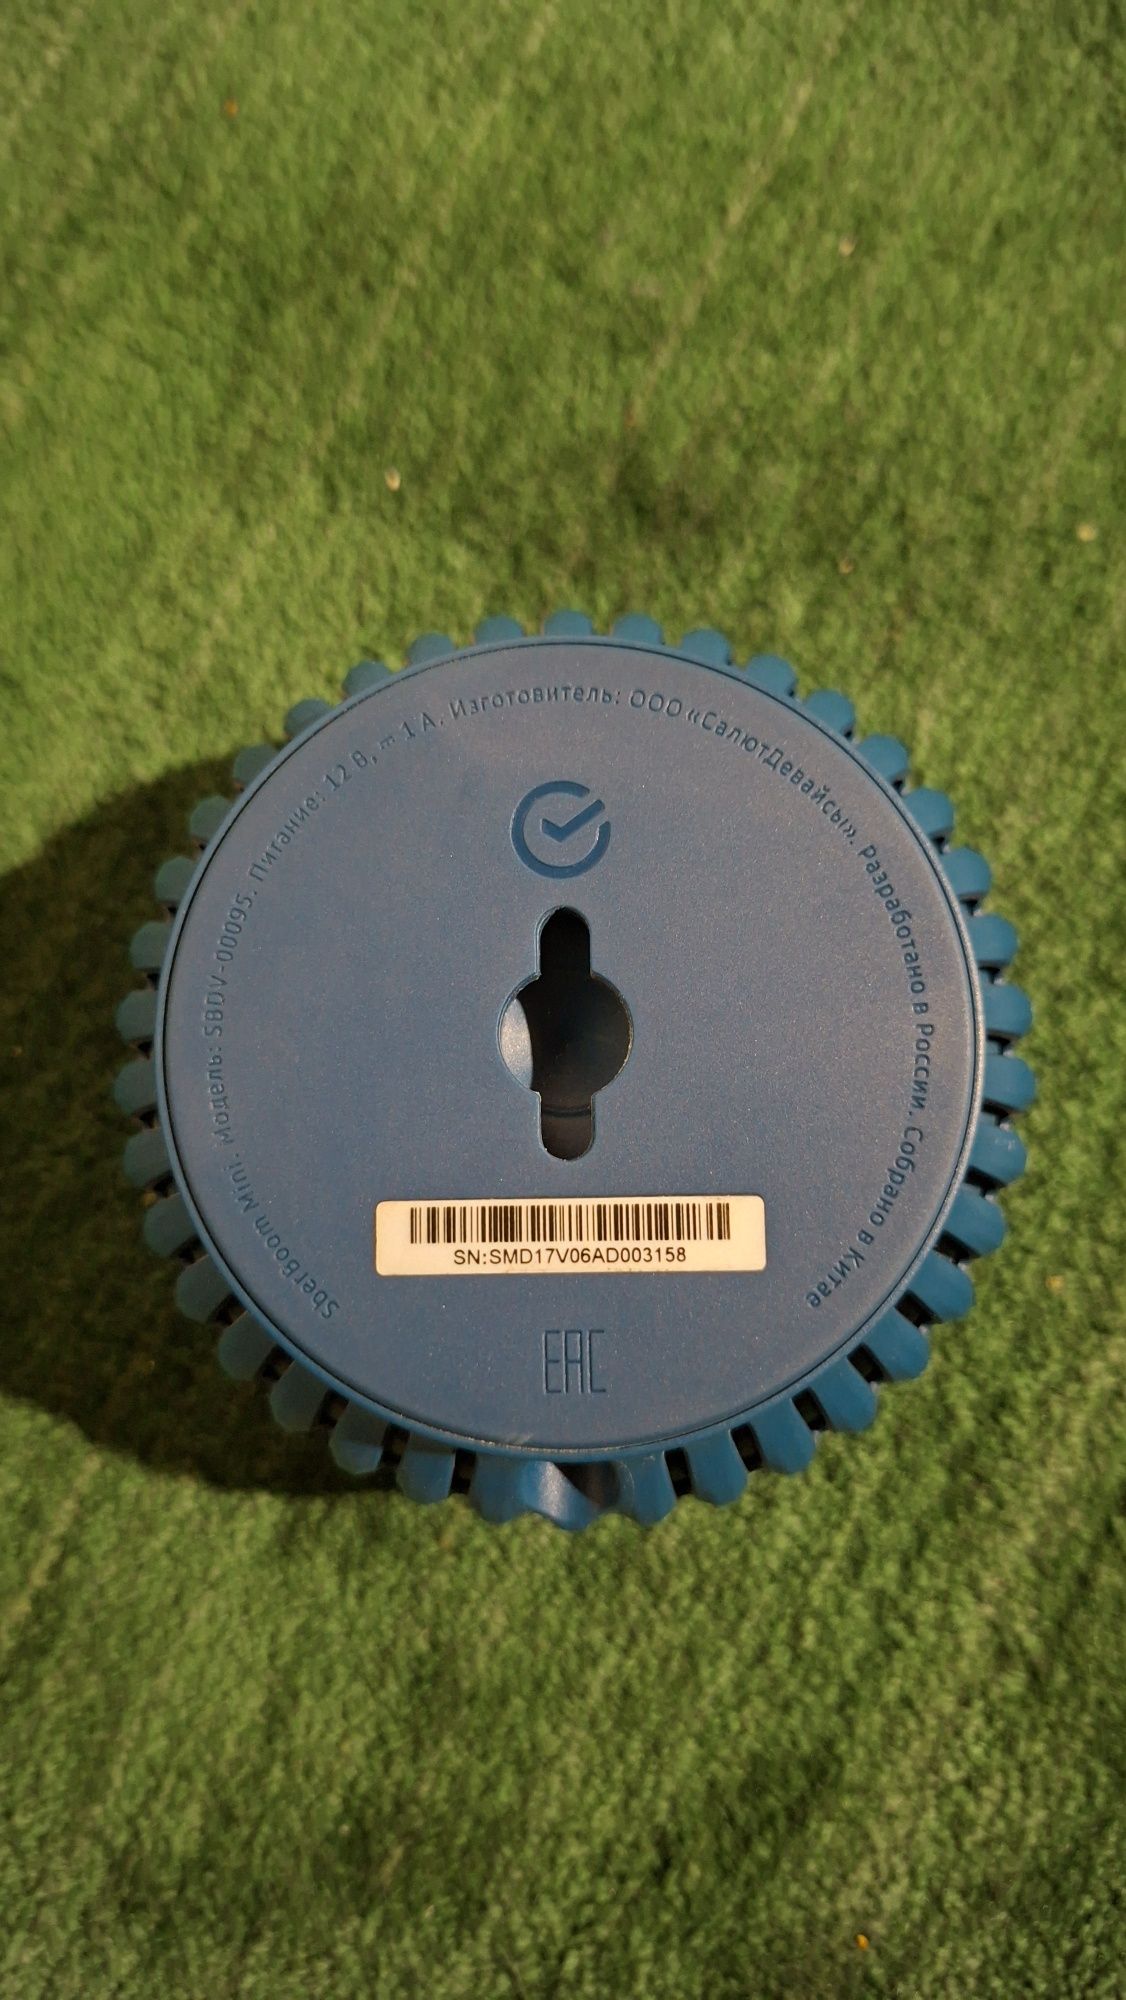 SberBoom Mini. Модель: SBDV-00095. Питание: 12 В, ⎓ 1 А. Изготовитель: ООО «СалютДевайсы». Разработано в России. Собрано в Китае
SN:SMD17V06AD003158
EAC